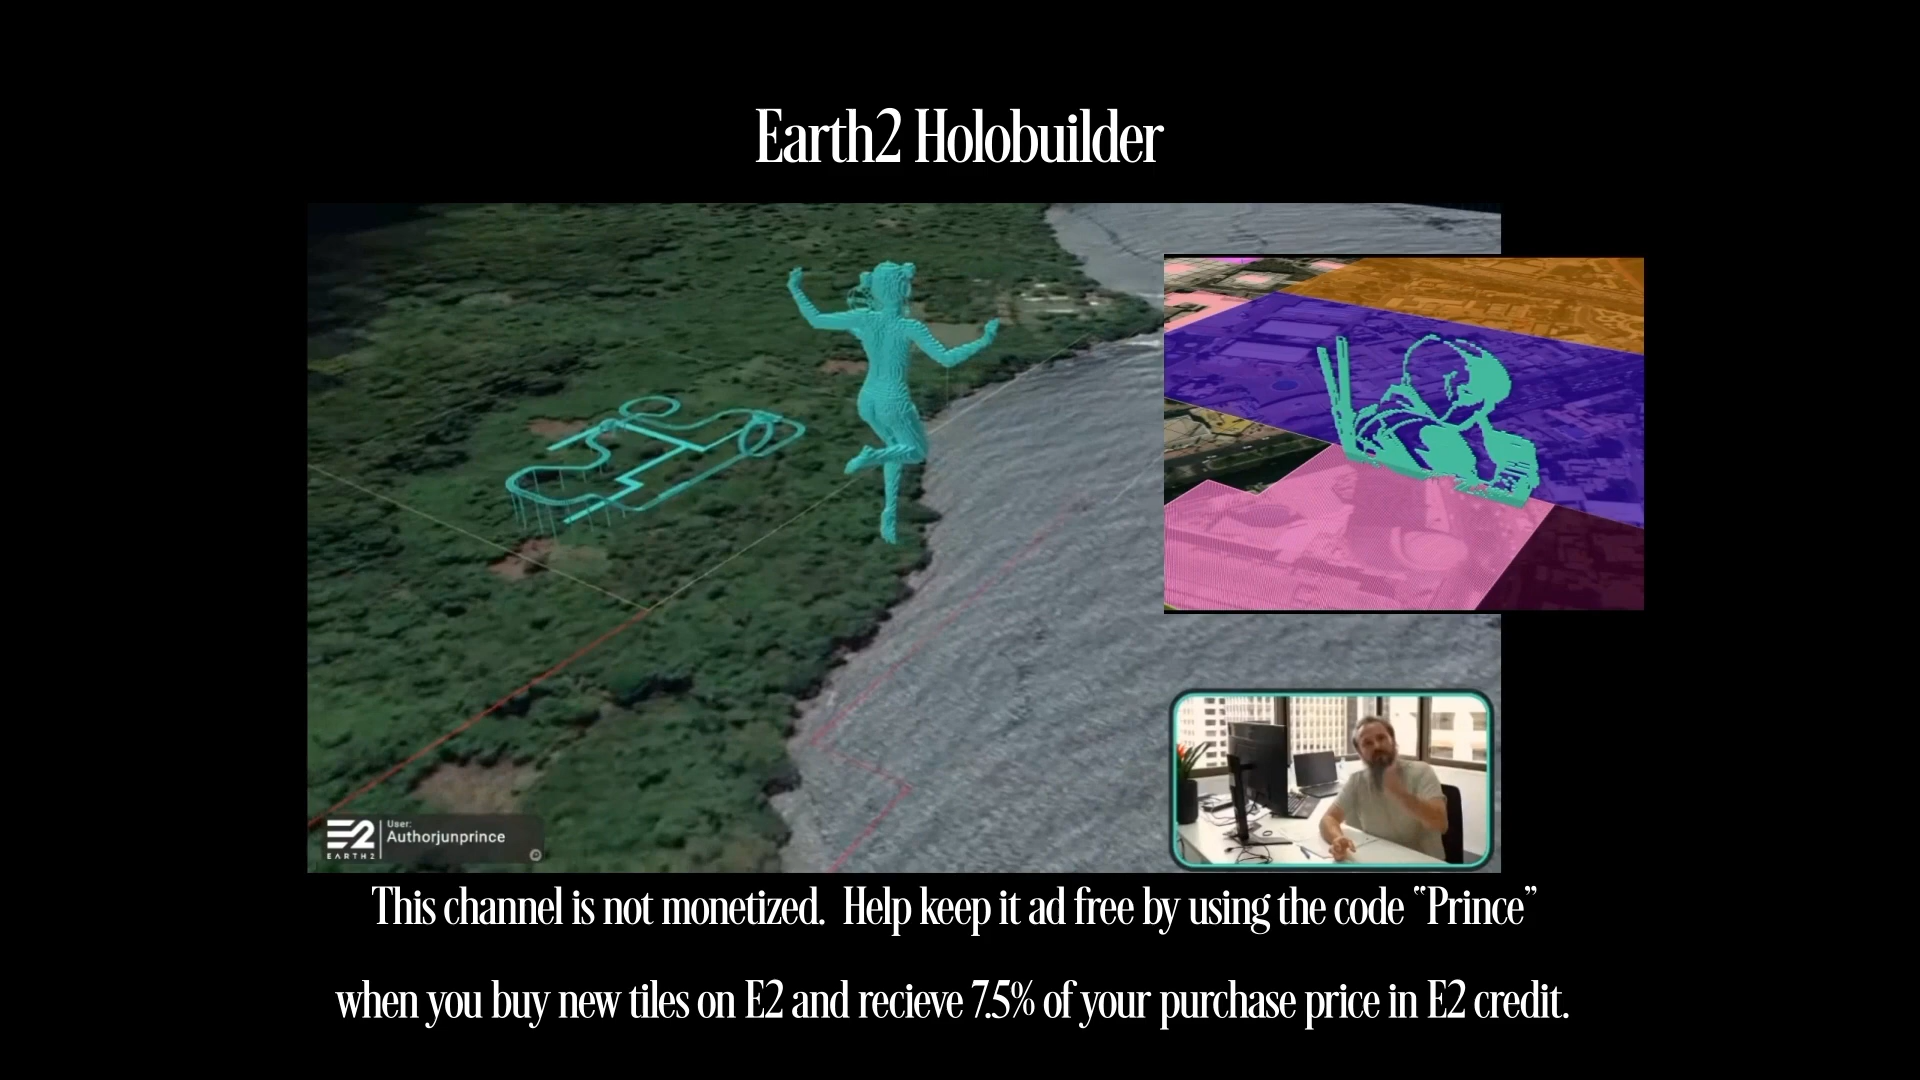 Earth2 Holobuilder
E2
EARTH2
User:
Authorjunprince
This channel is not monetized. Help keep it ad free by using the code “Prince”
when you buy new tiles on E2 and recieve 7.5% of your purchase price in E2 credit.